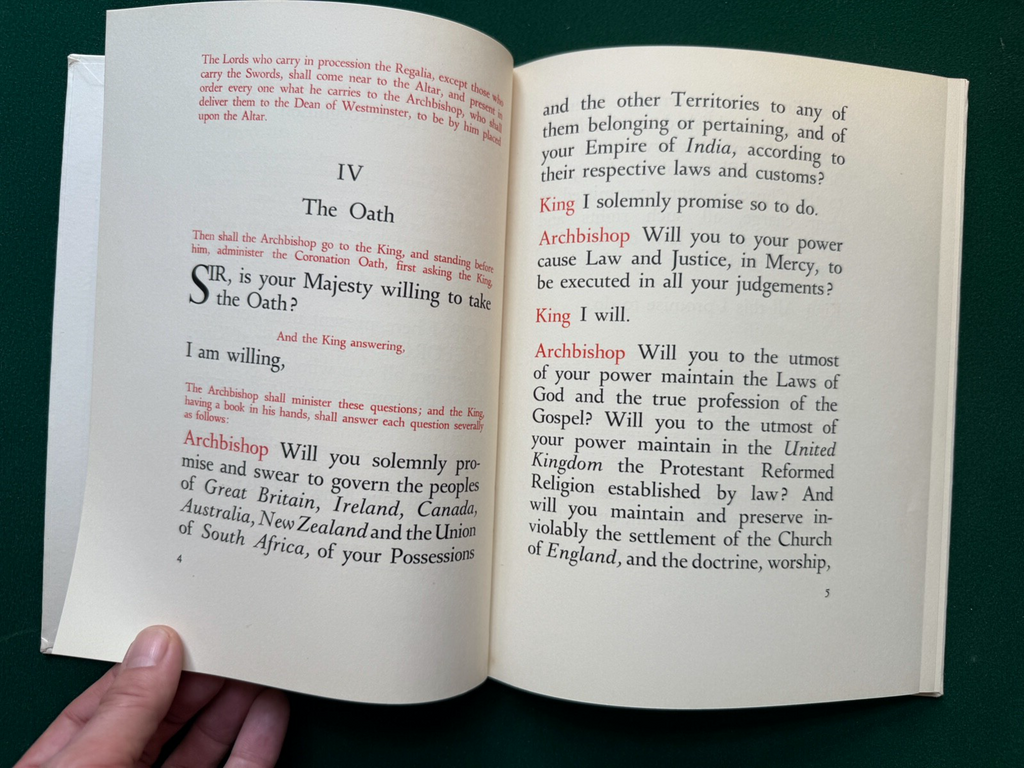 The Lords who carry in procession the Regalia, except those who
carry the Swords, shall come near to the Altar, and present in
order every one what he carries to the Archbishop, who shall
deliver them to the Dean of Westminster, to be by him placed
upon the Altar.
IV
The Oath
Then shall the Archbishop go to the King, and standing before
him, administer the Coronation Oath, first asking the King,
SIR, is your Majesty willing to take
the Oath?
And the King answering,
I am willing,
The Archbishop shall minister these questions; and the King,
having a book in his hands, shall answer each question severally
as follows:
Archbishop Will you solemnly pro-
mise and swear to govern the peoples
of Great Britain, Ireland, Canada,
Australia, New Zealand and the Union
of South Africa, of your Possessions
4
and the other Territories to any of
them belonging or pertaining, and of
your Empire of India, according to
their respective laws and customs?
King I solemnly promise so to do.
Archbishop Will you to your power
cause Law and Justice, in Mercy, to
be executed in all your judgements?
King I will.
Archbishop Will you to the utmost
of your power maintain the Laws of
God and the true profession of the
Gospel? Will you to the utmost of
your power maintain in the United
Kingdom the Protestant Reformed
Religion established by law? And
will you maintain and preserve in-
violably the settlement of the Church
of England, and the doctrine, worship,
5